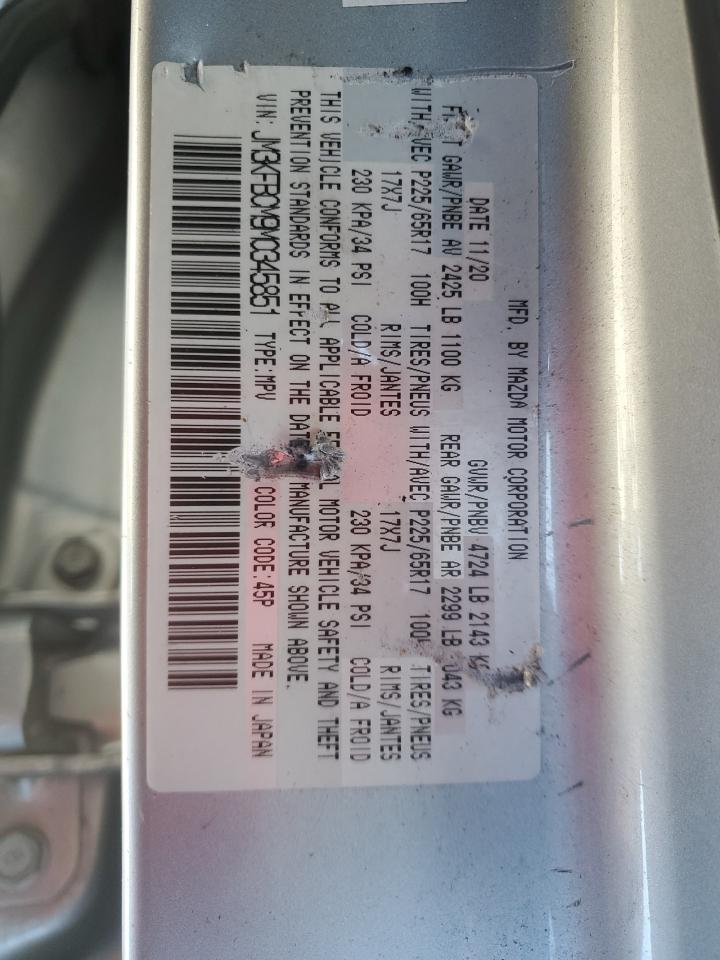 MFD. BY MAZDA MOTOR CORPORATION
DATE 11/20 GVWR/PNBV 4724 LB 2143
GAWR/PNBE AV 2425 LB 1100 KG REAR GAWR/PNBE AR 2299 LB KG
WITH/AVEC P225/65R17 100H TIRES/PNEUS WITH/AVEC P225/65R17 TIRES/PNEUS
17X7J RIMS/JANTES 17X7J RIMS/JANTES
230 KPA/34 PSI COLD/A FROID 230 KPA/34 PSI COLD/A FROID
THIS VEHICLE CONFORMS TO ALL APPLICABLE MOTOR VEHICLE SAFETY AND THEFT
PREVENTION STANDARDS IN EFFECT ON THE DATE MANUFACTURE SHOWN ABOVE.
VIN: JM3KFBCM9M0345851 TYPE:MPV COLOR CODE:45P MADE IN JAPAN